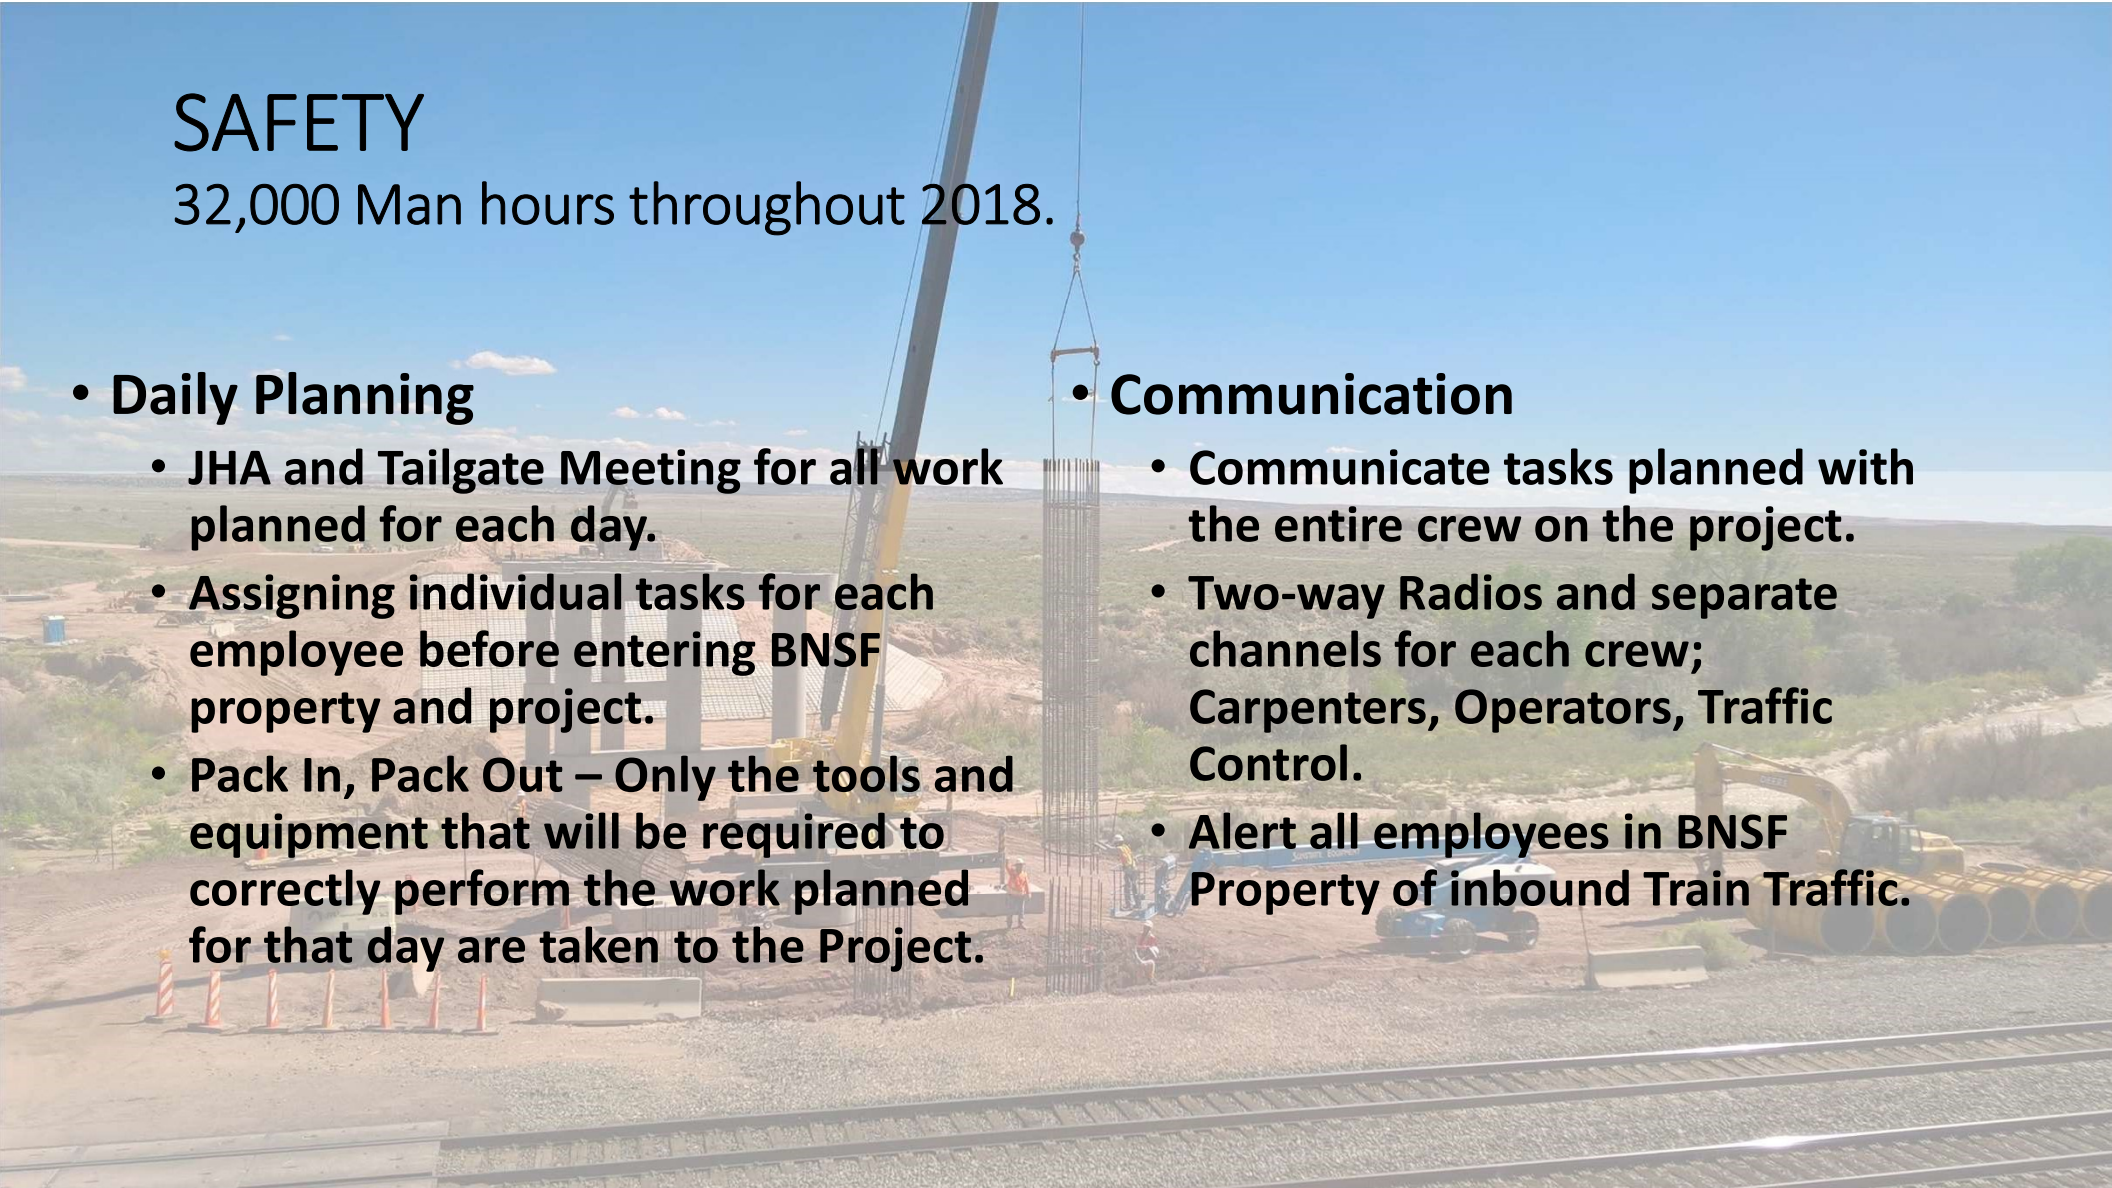 SAFETY
32,000 Man hours throughout 2018.
• Daily Planning
• JHA and Tailgate Meeting for all work
planned for each day.
• Assigning individual tasks for each
employee before entering BNSF
property and project.
• Pack In, Pack Out – Only the tools and
equipment that will be required to
correctly perform the work planned
for that day are taken to the Project.
• Communication
• Communicate tasks planned with
the entire crew on the project.
• Two-way Radios and separate
channels for each crew;
Carpenters, Operators, Traffic
Control.
• Alert all employees in BNSF
Property of inbound Train Traffic.
DEERE